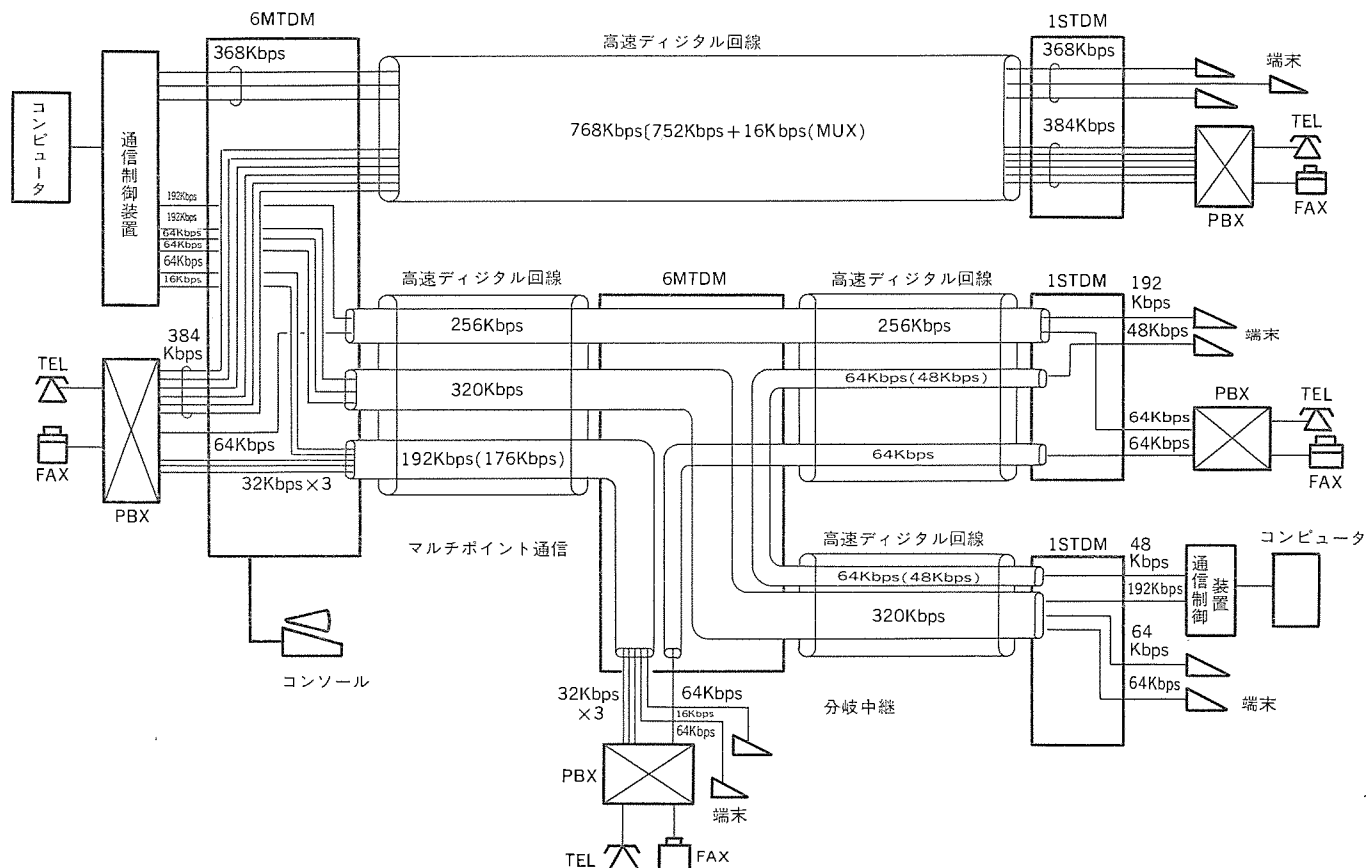 6MTDM
1STDM
高速ディジタル回線
368Kbps
368Kbps
端末
コンピュータ
通信制御装置
768Kbps(752Kbps+16Kbps(MUX)
384Kbps
TEL
FAX
PBX
192Kbps
192Kbps
64Kbps
64Kbps
64Kbps
16Kbps
高速ディジタル回線
6MTDM
高速ディジタル回線
1STDM
192
Kbps
256Kbps
256Kbps
48Kbps
端末
384
Kbps
TEL
320Kbps
64Kbps(48Kbps)
PBX
TEL
64Kbps
64Kbps
64Kbps
FAX
64Kbps
192Kbps(176Kbps)
FAX
32Kbps×3
PBX
マルチポイント通信
高速ディジタル回線
1STDM
48
Kbps
通信制御
装置
コンピュータ
64Kbps(48Kbps)
192Kbps
320Kbps
64
Kbps
64Kbps
端末
コンソール
32Kbps
×3
64Kbps
16Kbps
64Kbps
分岐中継
PBX
端末
TEL
FAX